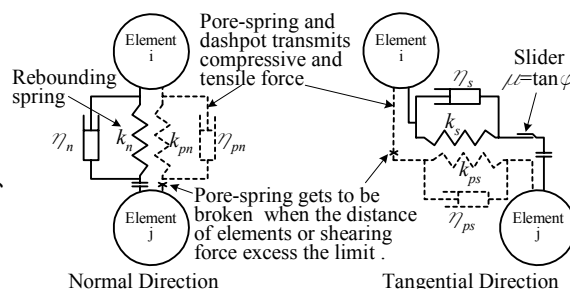 Element
i
Rebounding
spring
η_n
k_n
k_pn
η_pn
Element
j
Normal Direction
Pore-spring and
dashpot transmits
compressive and
tensile force
Pore-spring gets to be
broken when the distance
of elements or shearing
force excess the limit .
Element
i
η_s
k_s
k_ps
η_ps
Slider
μ=tan φ
Element
j
Tangential Direction